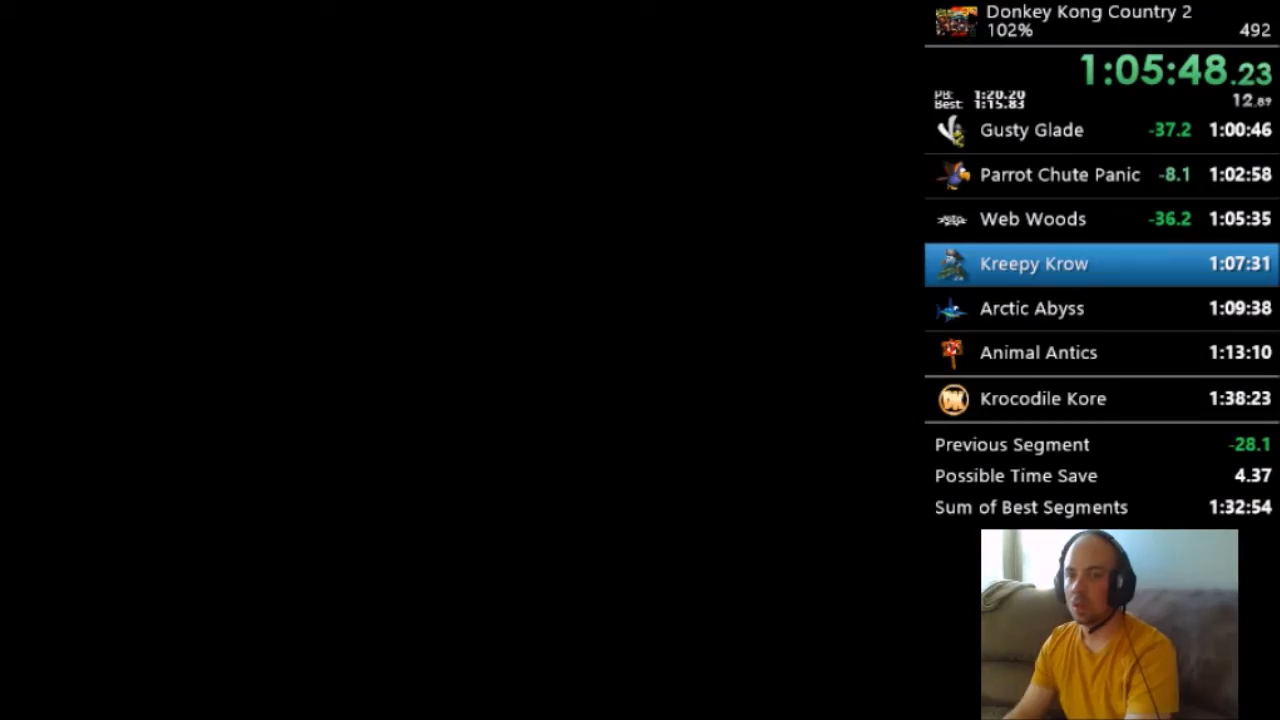 Donkey Kong Country 2
102% 492
1:05:48.23
PB: 1:20.20
Best: 1:15.83 12.89
Gusty Glade -37.2 1:00:46
Parrot Chute Panic -8.1 1:02:58
Web Woods -36.2 1:05:35
Kreepy Krow 1:07:31
Arctic Abyss 1:09:38
Animal Antics 1:13:10
Krocodile Kore 1:38:23
Previous Segment -28.1
Possible Time Save 4.37
Sum of Best Segments 1:32:54